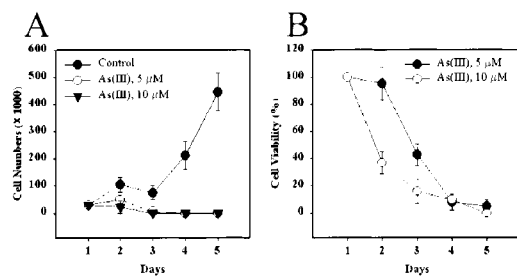 A
Cell Numbers (× 1000)
600
500
400
300
200
100
0
Control
As(III), 5 μM
As(III), 10 μM
1 2 3 4 5
Days
B
Cell Viability (%)
120
100
80
60
40
20
0
As(III), 5 μM
As(III), 10 μM
1 2 3 4 5
Days